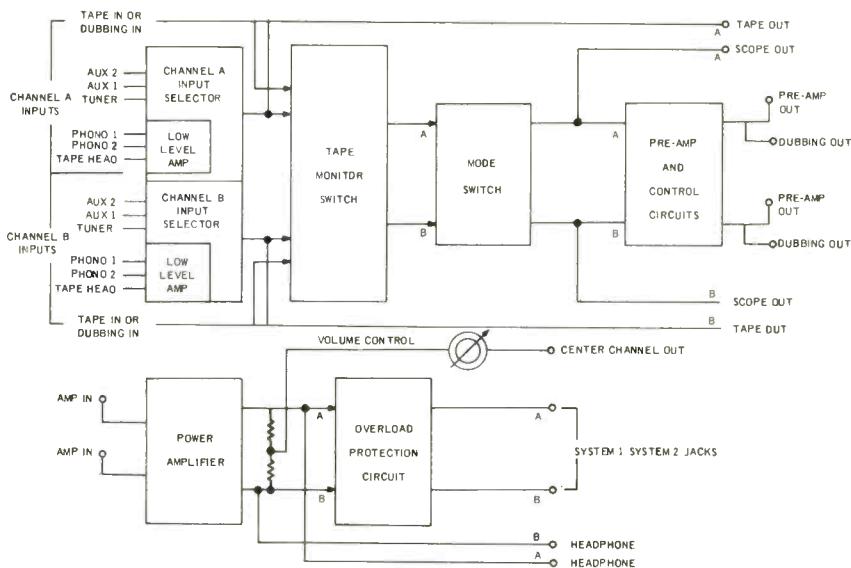 TAPE IN OR
DUBBING IN
A
TAPE OUT
A
SCOPE OUT
CHANNEL A
INPUTS
AUX 2
AUX 1
TUNER
PHONO 1
PHONO 2
TAPE HEAD
CHANNEL A
INPUT
SELECTOR
LOW
LEVEL
AMP
CHANNEL B
INPUTS
AUX 2
AUX 1
TUNER
PHONO 1
PHONO 2
TAPE HEAD
CHANNEL B
INPUT
SELECTOR
LOW
LEVEL
AMP
TAPE
MONITOR
SWITCH
A
B
MODE
SWITCH
A
B
PRE-AMP
AND
CONTROL
CIRCUITS
PRE-AMP
OUT
DUBBING OUT
PRE-AMP
OUT
DUBBING OUT
B
SCOPE OUT
B
TAPE OUT
TAPE IN OR
DUBBING IN
VOLUME CONTROL
CENTER CHANNEL OUT
AMP IN
AMP IN
POWER
AMPLIFIER
A
B
OVERLOAD
PROTECTION
CIRCUIT
A
B
SYSTEM 1 SYSTEM 2 JACKS
B
HEADPHONE
A
HEADPHONE